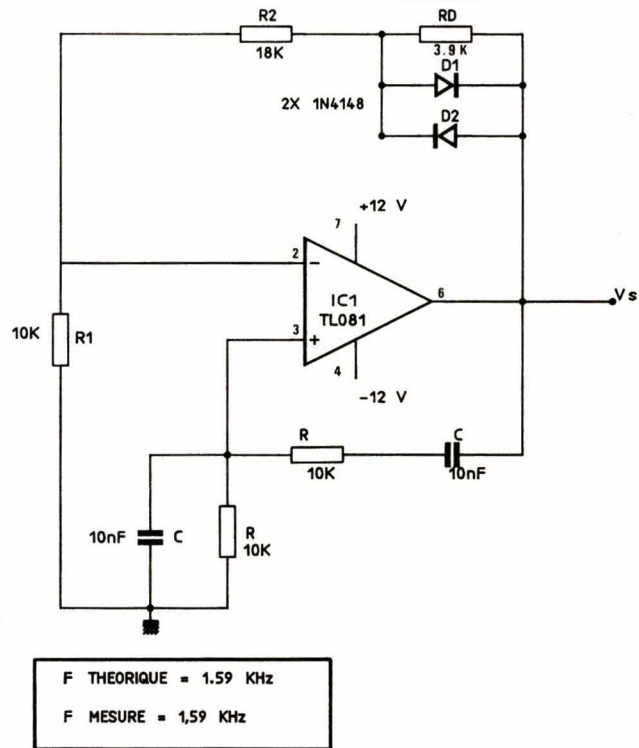 R2
18K
RD
3.9K
D1
2X 1N4148
D2
7
+12 V
2
-
IC1
TL081
6
Vs
10K
R1
3
+
4
-12 V
R
10K
C
10nF
10nF
C
R
10K
F THEORIQUE = 1.59 KHz
F MESURE = 1,59 KHz